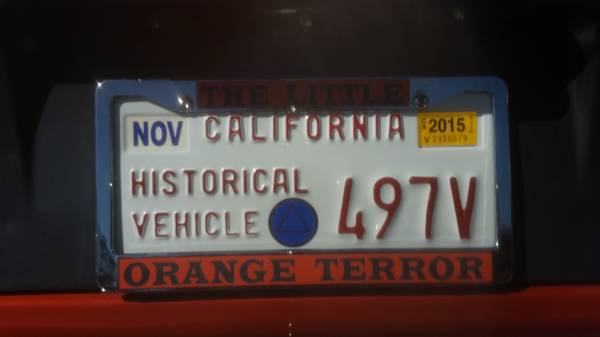 THE LITTLE
NOV CALIFORNIA 2015
HISTORICAL
VEHICLE 497V
ORANGE TERROR